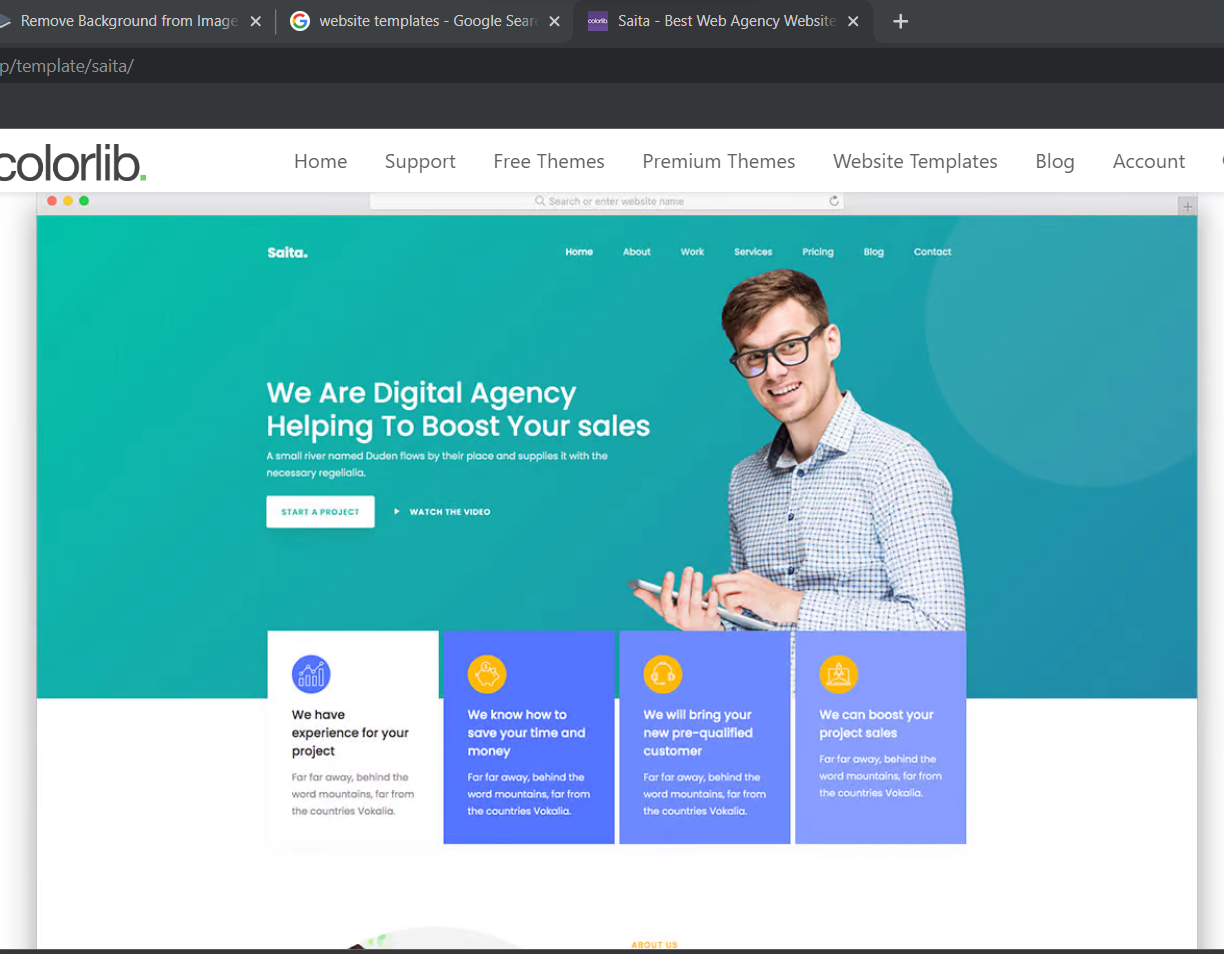 Remove Background from Image
website templates - Google Sear
colorlib
Saita - Best Web Agency Website
p/template/saita/
colorlib.
Home Support Free Themes Premium Themes Website Templates Blog Account
Search or enter website name
Saita.
Home About Work Services Pricing Blog Contact
We Are Digital Agency
Helping To Boost Your sales
A small river named Duden flows by their place and supplies it with the
necessary regelialia.
START A PROJECT
WATCH THE VIDEO
We have
experience for your
project
Far far away, behind the
word mountains, far from
the countries Vokalia.
We know how to
save your time and
money
Far far away, behind the
word mountains, far from
the countries Vokalia.
We will bring your
new pre-qualified
customer
Far far away, behind the
word mountains, far from
the countries Vokalia.
We can boost your
project sales
Far far away, behind the
word mountains, far from
the countries Vokalia.
ABOUT US